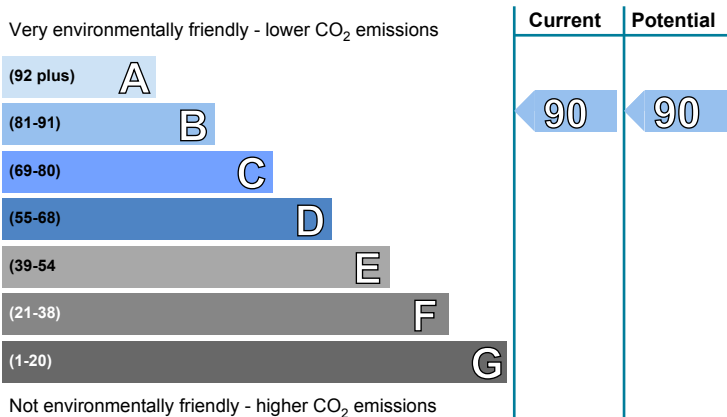 Very environmentally friendly - lower CO₂ emissions
Current Potential
(92 plus) A
(81-91) B
90 90
(69-80) C
(55-68) D
(39-54 E
(21-38) F
(1-20) G
Not environmentally friendly - higher CO₂ emissions